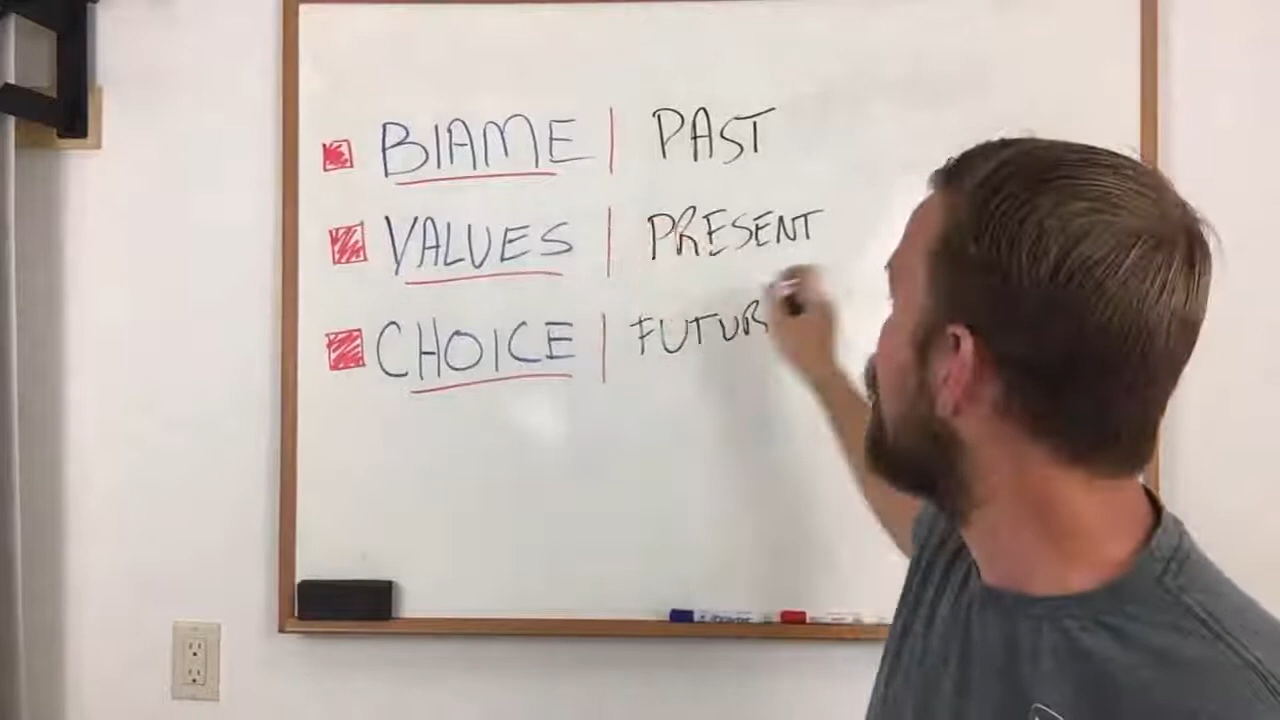 BlAME | PAST
VALUES | PRESENT
CHOICE | FUTUR